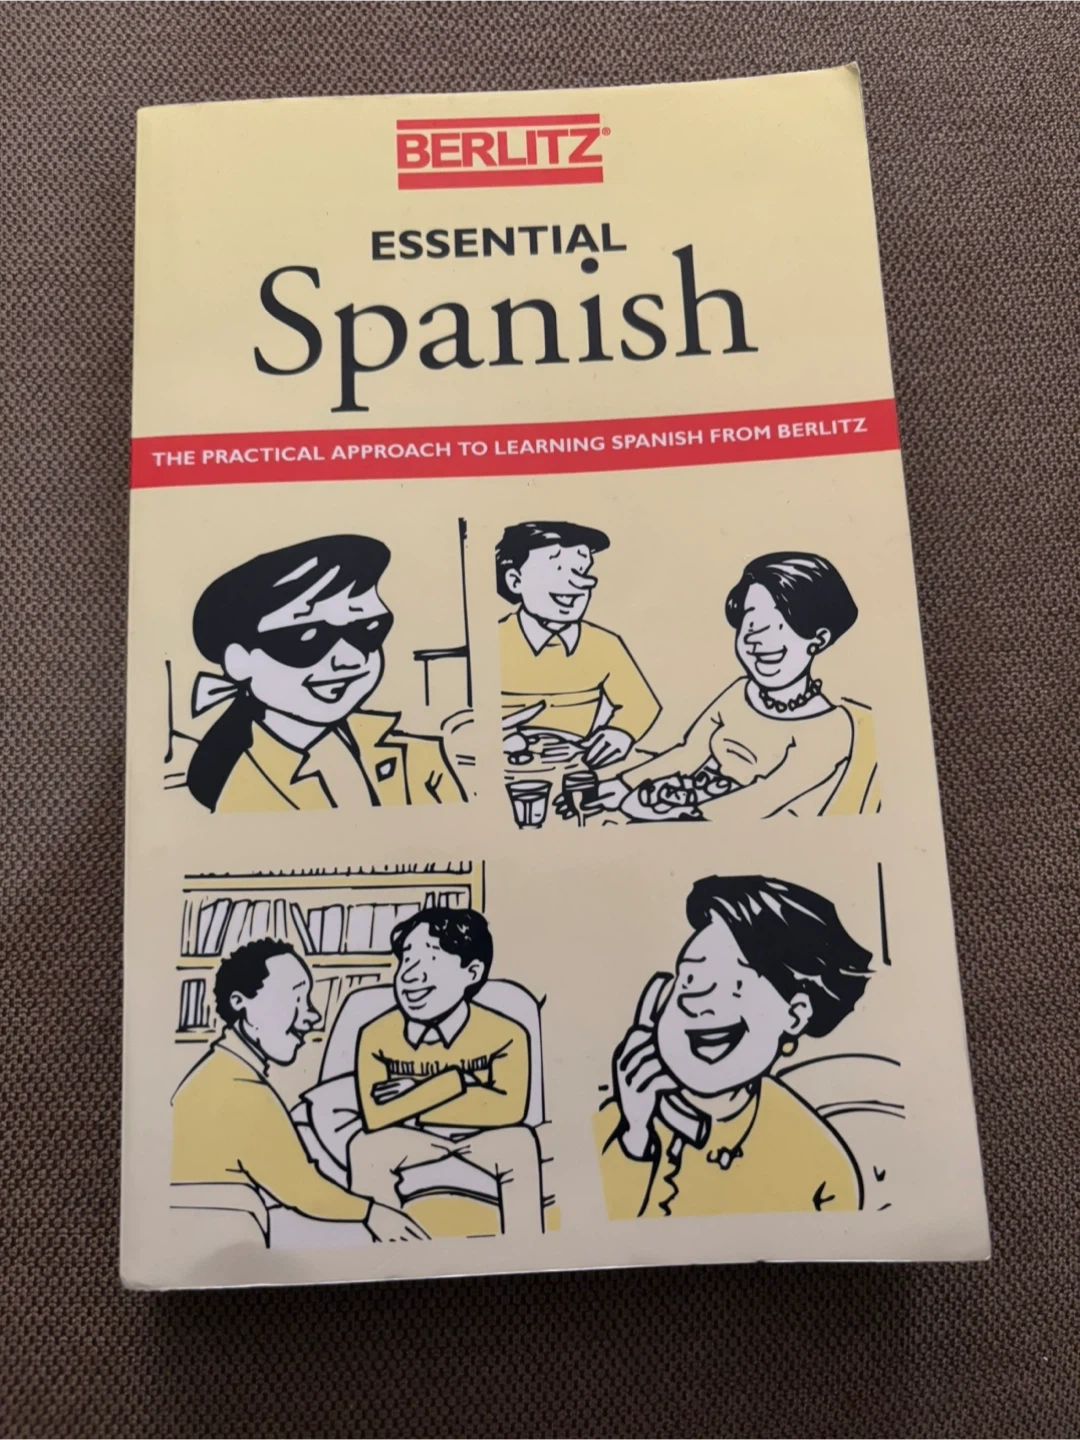 BERLITZ®
ESSENTIAL
Spanish
THE PRACTICAL APPROACH TO LEARNING SPANISH FROM BERLITZ